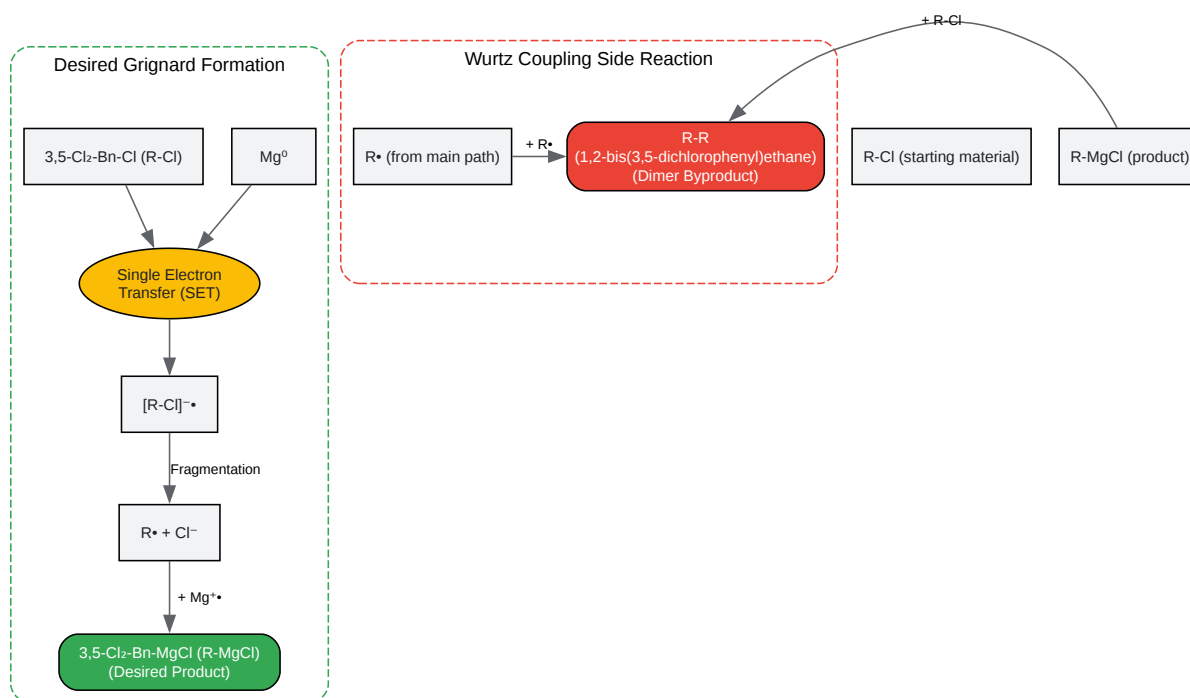 Desired Grignard Formation
3,5-Cl₂-Bn-Cl (R-Cl)
Mg⁰
Single Electron
Transfer (SET)
[R-Cl]⁻•
Fragmentation
R• + Cl⁻
+ Mg⁺•
3,5-Cl₂-Bn-MgCl (R-MgCl)
(Desired Product)
Wurtz Coupling Side Reaction
R• (from main path)
+ R•
R-R
(1,2-bis(3,5-dichlorophenyl)ethane)
(Dimer Byproduct)
+ R-Cl
R-Cl (starting material)
R-MgCl (product)